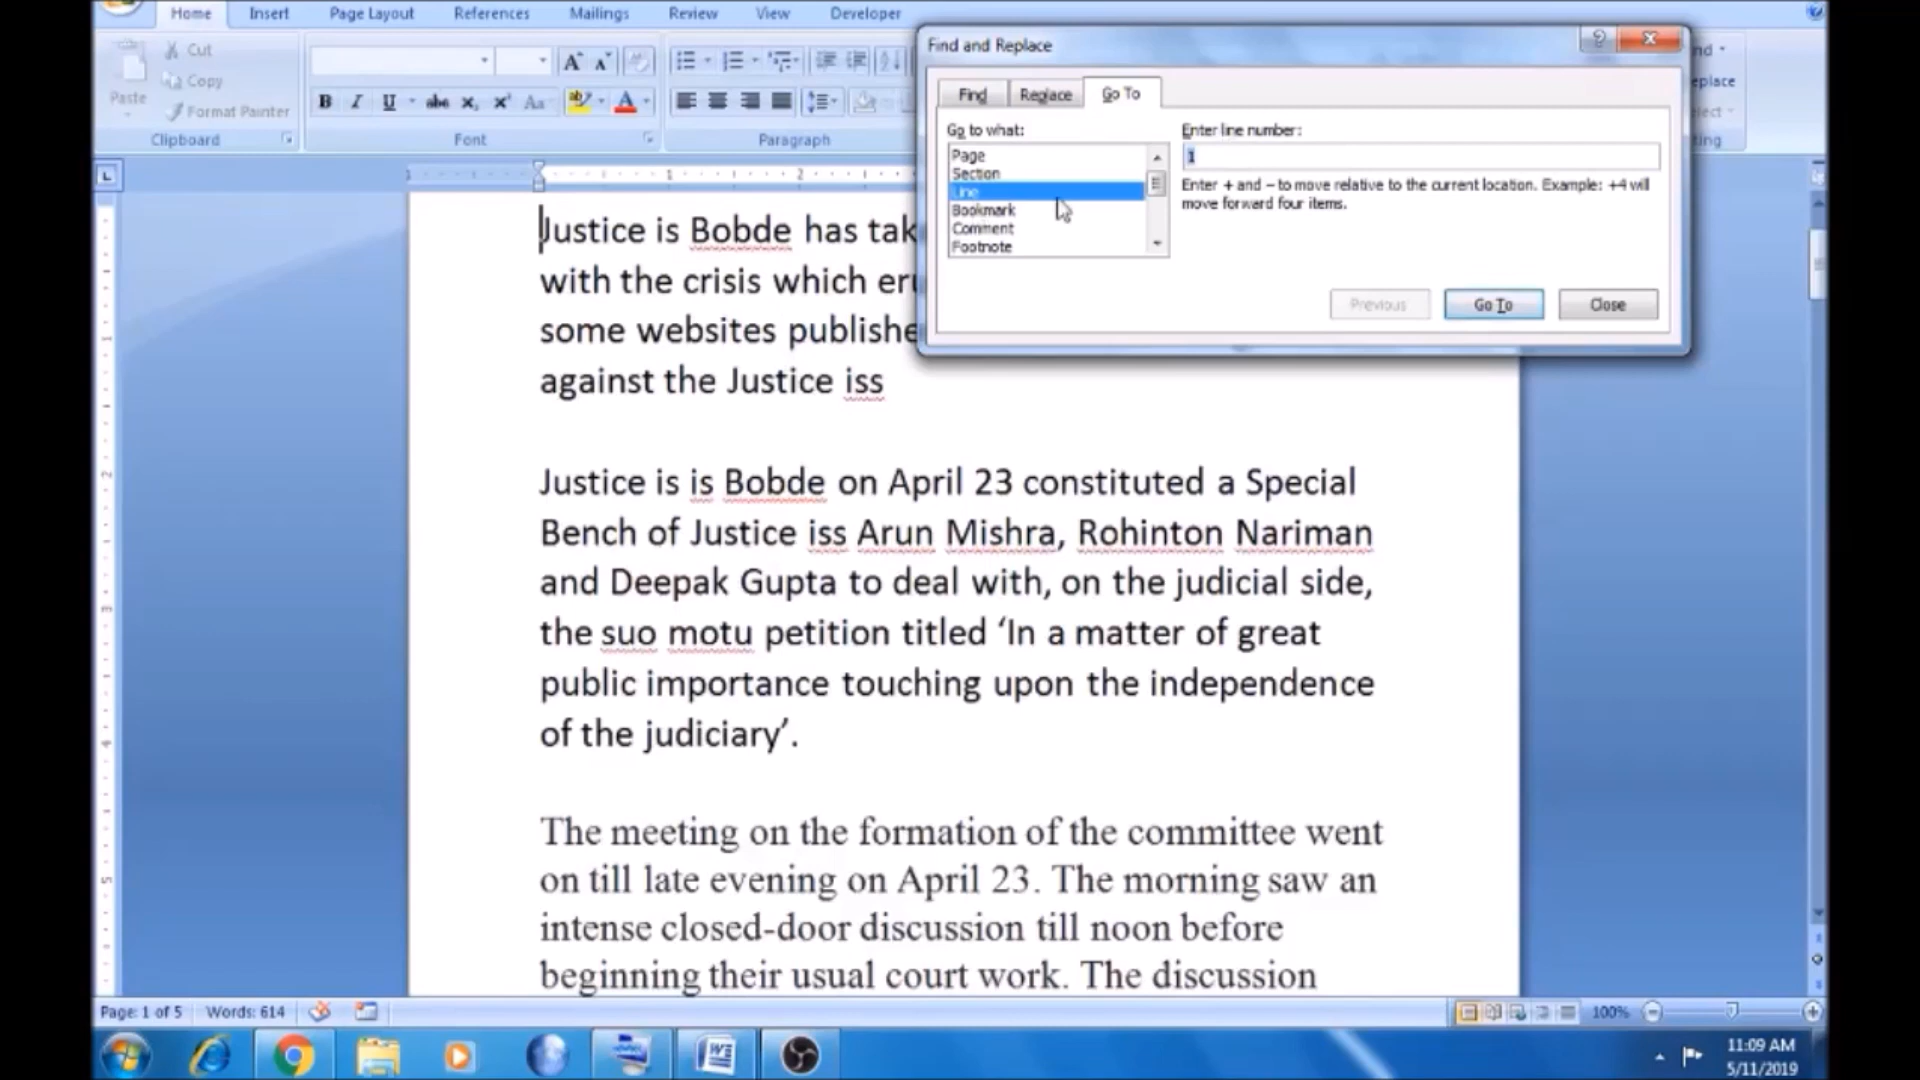 Home Insert Page Layout References Mailings Review View Developer
Cut
Copy
Paste
Format Painter
Clipboard
Font
Paragraph
B I U abc
Aa
Find and Replace
Find Replace Go To
Go to what:
Page
Section
Line
Bookmark
Comment
Footnote
Enter line number:
1
Enter + and – to move relative to the current location. Example: +4 will
move forward four items.
Previous Go To Close
Justice is Bobde has
with the crisis which
some websites
against the Justice iss
Justice is is Bobde on April 23 constituted a Special
Bench of Justice iss Arun Mishra, Rohinton Nariman
and Deepak Gupta to deal with, on the judicial side,
the suo motu petition titled ‘In a matter of great
public importance touching upon the independence
of the judiciary’.
The meeting on the formation of the committee went
on till late evening on April 23. The morning saw an
intense closed-door discussion till noon before
beginning their usual court work. The discussion
Page: 1 of 5 Words: 614
100%
11:09 AM
5/11/2019